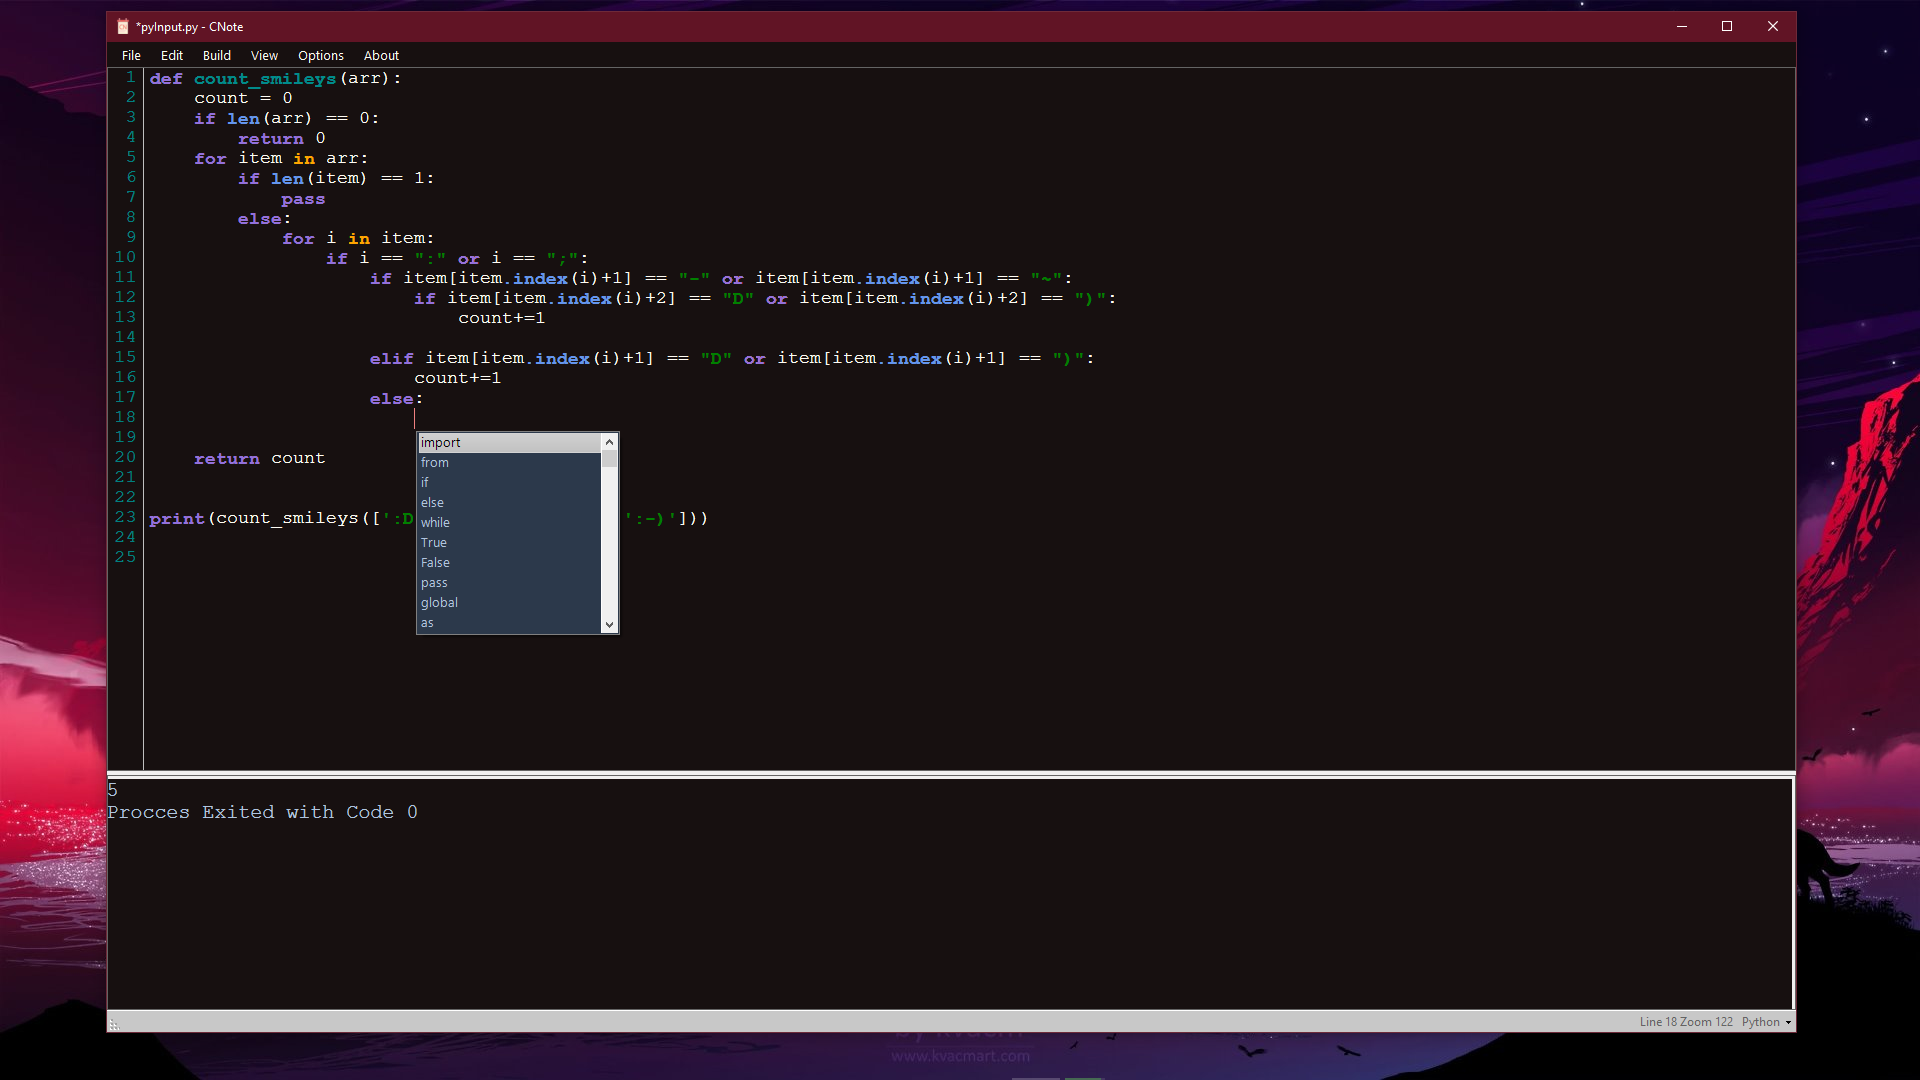 *pyInput.py - CNote
File Edit Build View Options About
1 def count_smileys(arr):
2     count = 0
3     if len(arr) == 0:
4         return 0
5     for item in arr:
6         if len(item) == 1:
7             pass
8         else:
9             for i in item:
10                 if i == ":" or i == ";":
11                     if item[item.index(i)+1] == "-" or item[item.index(i)+1] == "~":
12                         if item[item.index(i)+2] == "D" or item[item.index(i)+2] == ")":
13                             count+=1
14
15                     elif item[item.index(i)+1] == "D" or item[item.index(i)+1] == ")":
16                         count+=1
17                     else:
18
19
20     return count
21
22
23 print(count_smileys([':D ':-)']))
24
25
import
from
if
else
while
True
False
pass
global
as
5
Procces Exited with Code 0
Line 18 Zoom 122 Python
www.kvacmart.com